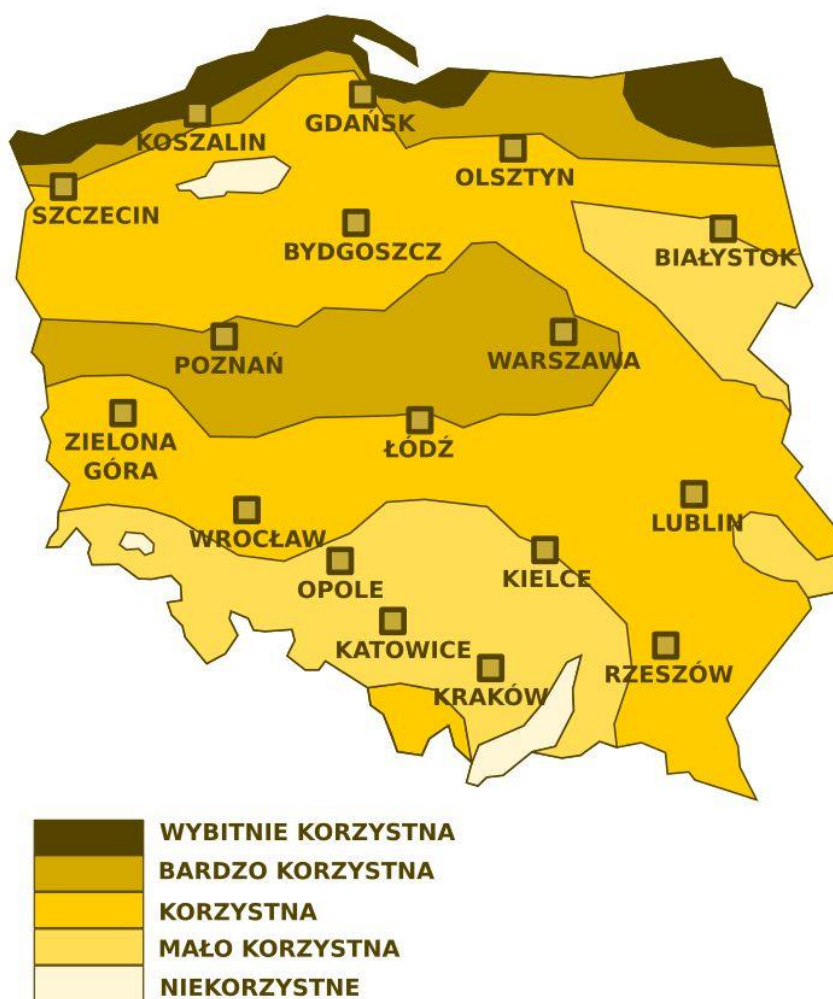 GDAŃSK
KOSZALIN
OLSZTYN
SZCZECIN
BYDGOSZCZ
BIAŁYSTOK
POZNAŃ
WARSZAWA
ZIELONA
GÓRA
ŁÓDŹ
LUBLIN
WROCŁAW
OPOLE
KIELCE
KATOWICE
RZESZÓW
KRAKÓW
WYBITNIE KORZYSTNA
BARDZO KORZYSTNA
KORZYSTNA
MAŁO KORZYSTNA
NIEKORZYSTNE